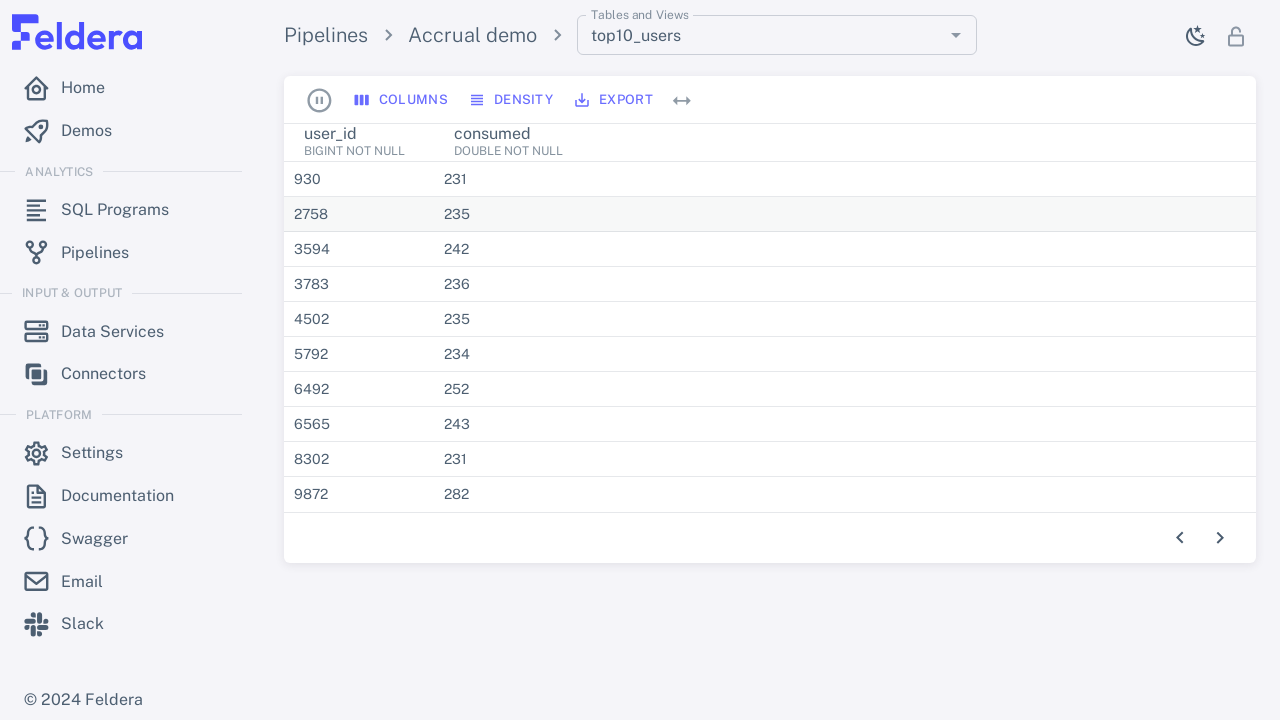 Feldera
Home
Demos
ANALYTICS
SQL Programs
Pipelines
INPUT & OUTPUT
Data Services
Connectors
PLATFORM
Settings
Documentation
Swagger
Email
Slack
© 2024 Feldera
Pipelines > Accrual demo >
Tables and Views
top10_users
COLUMNS DENSITY EXPORT
user_id consumed
BIGINT NOT NULL DOUBLE NOT NULL
930 231
2758 235
3594 242
3783 236
4502 235
5792 234
6492 252
6565 243
8302 231
9872 282